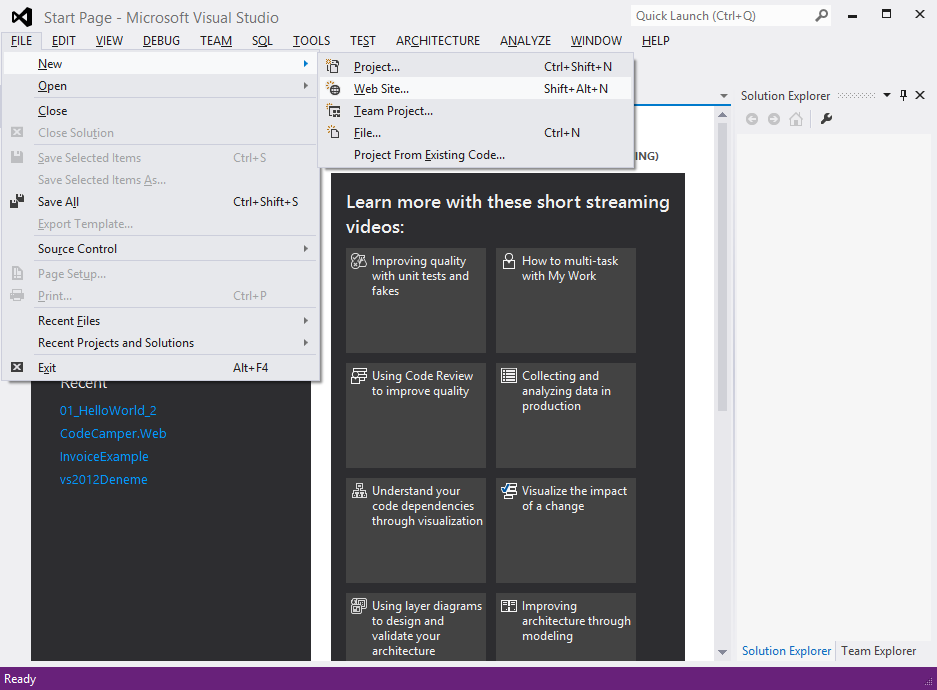 Start Page - Microsoft Visual Studio
Quick Launch (Ctrl+Q)
FILE EDIT VIEW DEBUG TEAM SQL TOOLS TEST ARCHITECTURE ANALYZE WINDOW HELP
New
Open
Close
Close Solution
Save Selected Items Ctrl+S
Save Selected Items As...
Save All Ctrl+Shift+S
Export Template...
Source Control
Page Setup...
Print... Ctrl+P
Recent Files
Recent Projects and Solutions
Exit Alt+F4
Project... Ctrl+Shift+N
Web Site... Shift+Alt+N
Team Project...
File... Ctrl+N
Project From Existing Code...
ING)
Recent
01_HelloWorld_2
CodeCamper.Web
InvoiceExample
vs2012Deneme
Learn more with these short streaming
videos:
Improving quality
with unit tests and
fakes
How to multi-task
with My Work
Using Code Review
to improve quality
Collecting and
analyzing data in
production
Understand your
code dependencies
through visualization
Visualize the impact
of a change
Using layer diagrams
to design and
validate your
architecture
Improving
architecture through
modeling
Solution Explorer
Solution Explorer Team Explorer
Ready